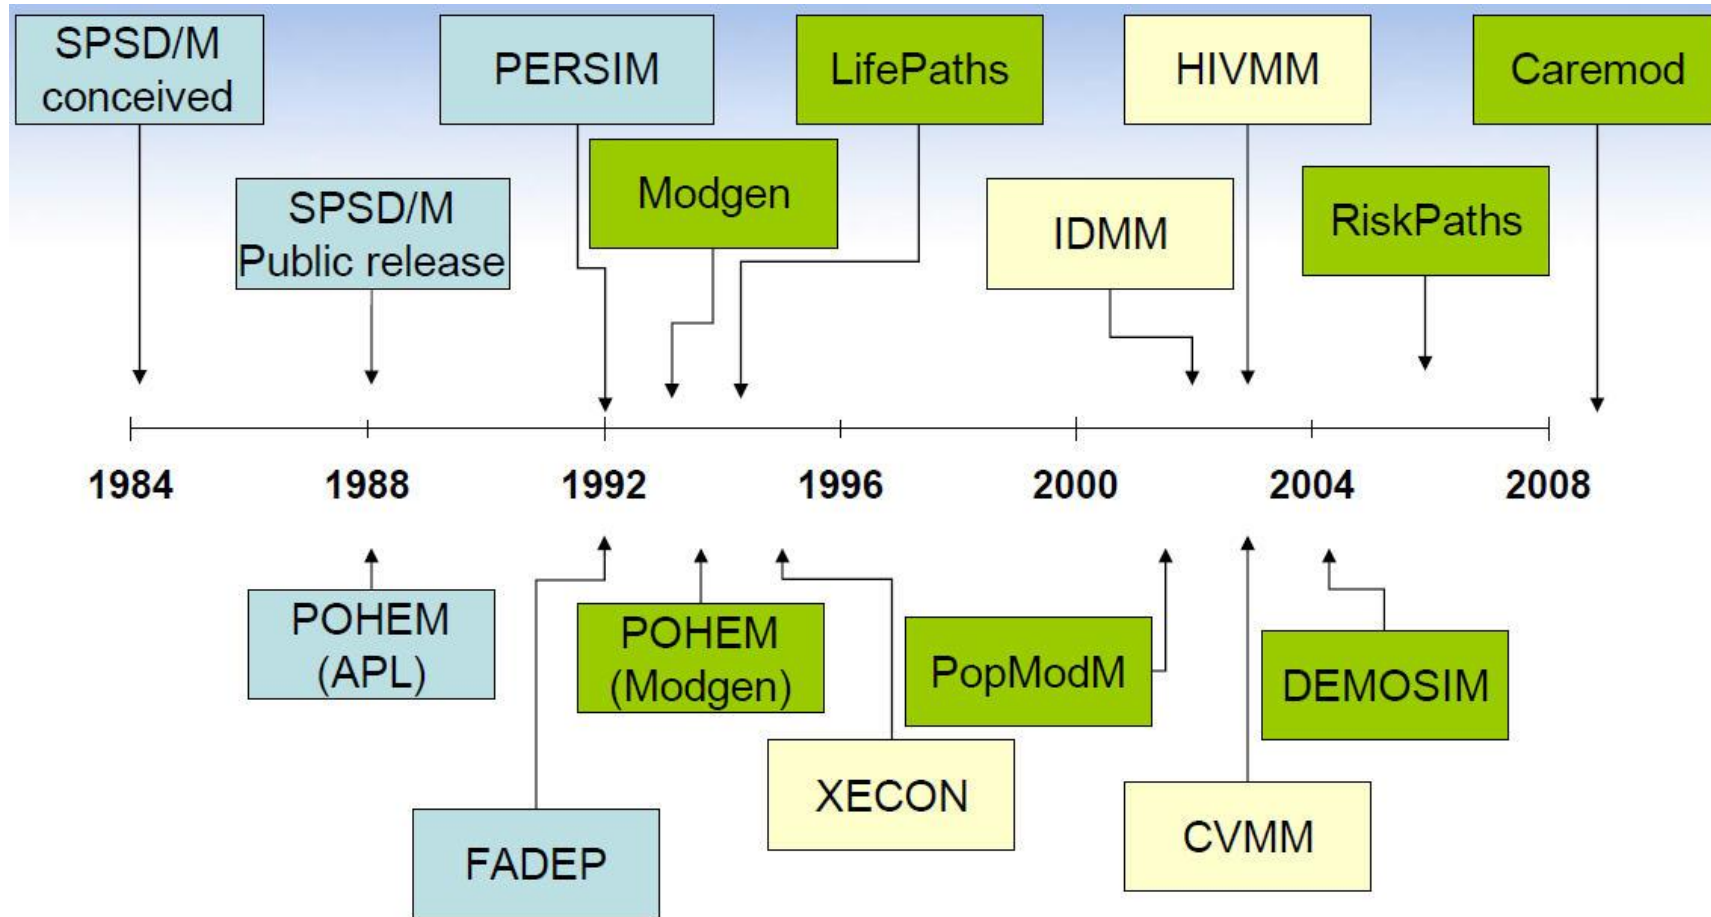 SPSD/M
conceived
PERSIM
LifePaths
HIVMM
Caremod
Modgen
SPSD/M
Public release
IDMM
RiskPaths
1984
1988
1992
1996
2000
2004
2008
POHEM
(APL)
POHEM
(Modgen)
PopModM
DEMOSIM
XECON
CVMM
FADEP